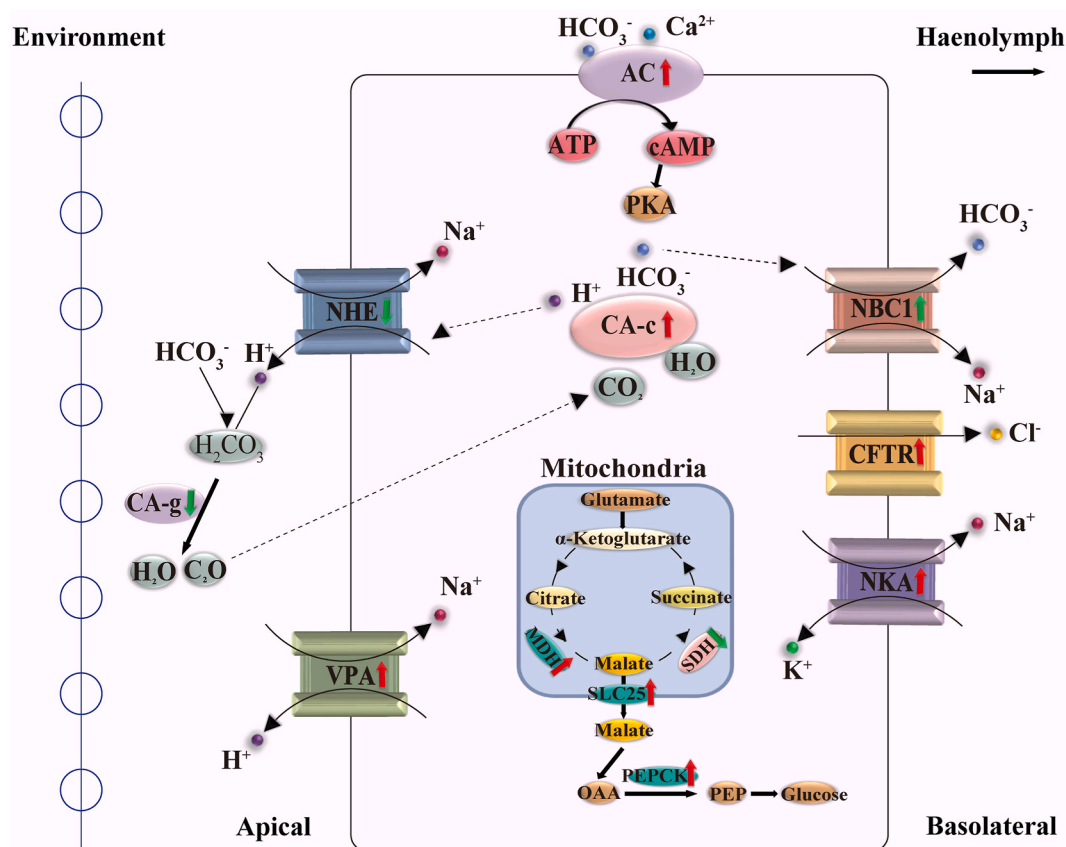 Environment
HCO₃⁻
Ca²⁺
Haenolymph
AC
ATP
cAMP
PKA
Na⁺
HCO₃⁻
HCO₃⁻
H⁺
NHE
NBC1
CA-c
H₂O
HCO₃⁻
H⁺
CO₂
Na⁺
H₂CO₃
CFTR
Cl⁻
Mitochondria
CA-g
Glutamate
α-Ketoglutarate
Na⁺
H₂O
C₂O
NKA
Na⁺
Citrate
Succinate
MDH
SDH
Malate
K⁺
VPA
SLC25
H⁺
Malate
PEPCK
OAA
PEP
Glucose
Apical
Basolateral